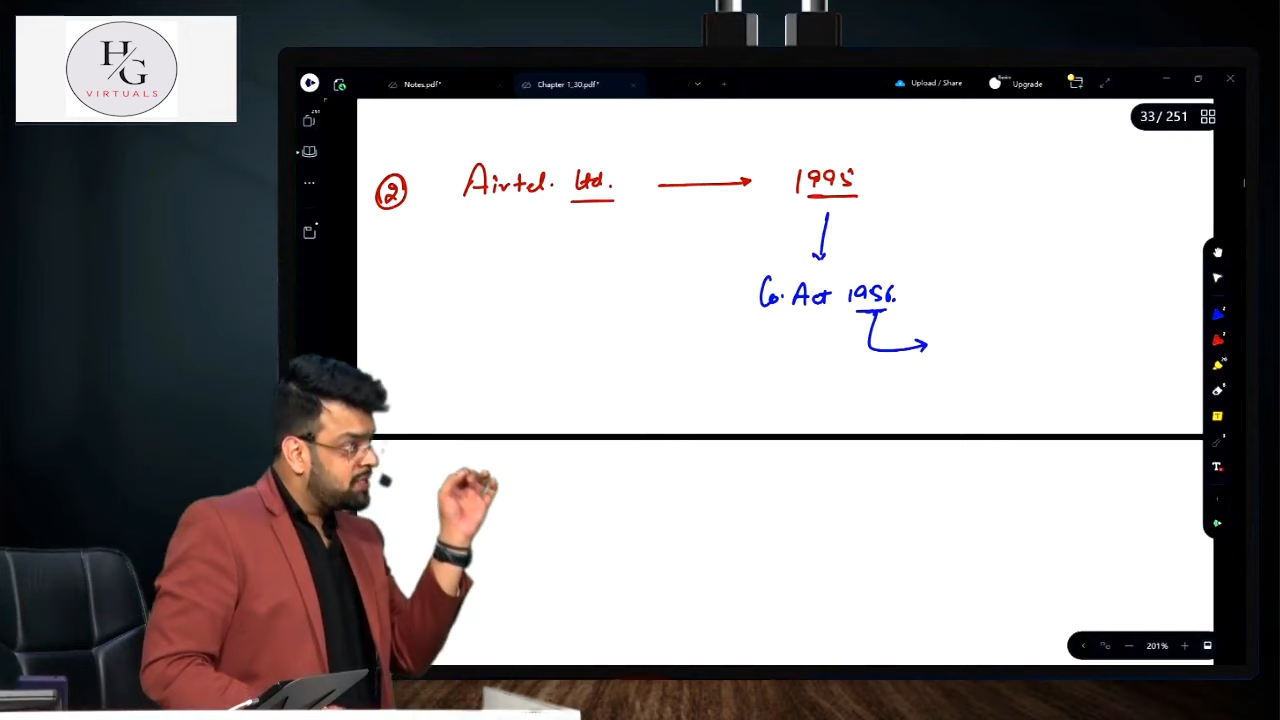 H/G
VIRTUALS
Notes.pdf*
Chapter 1_30.pdf*
Upload / Share
Basic
Upgrade
33 / 251
② Airtel. Ltd. → 1995
Co. Act 1956.
201%